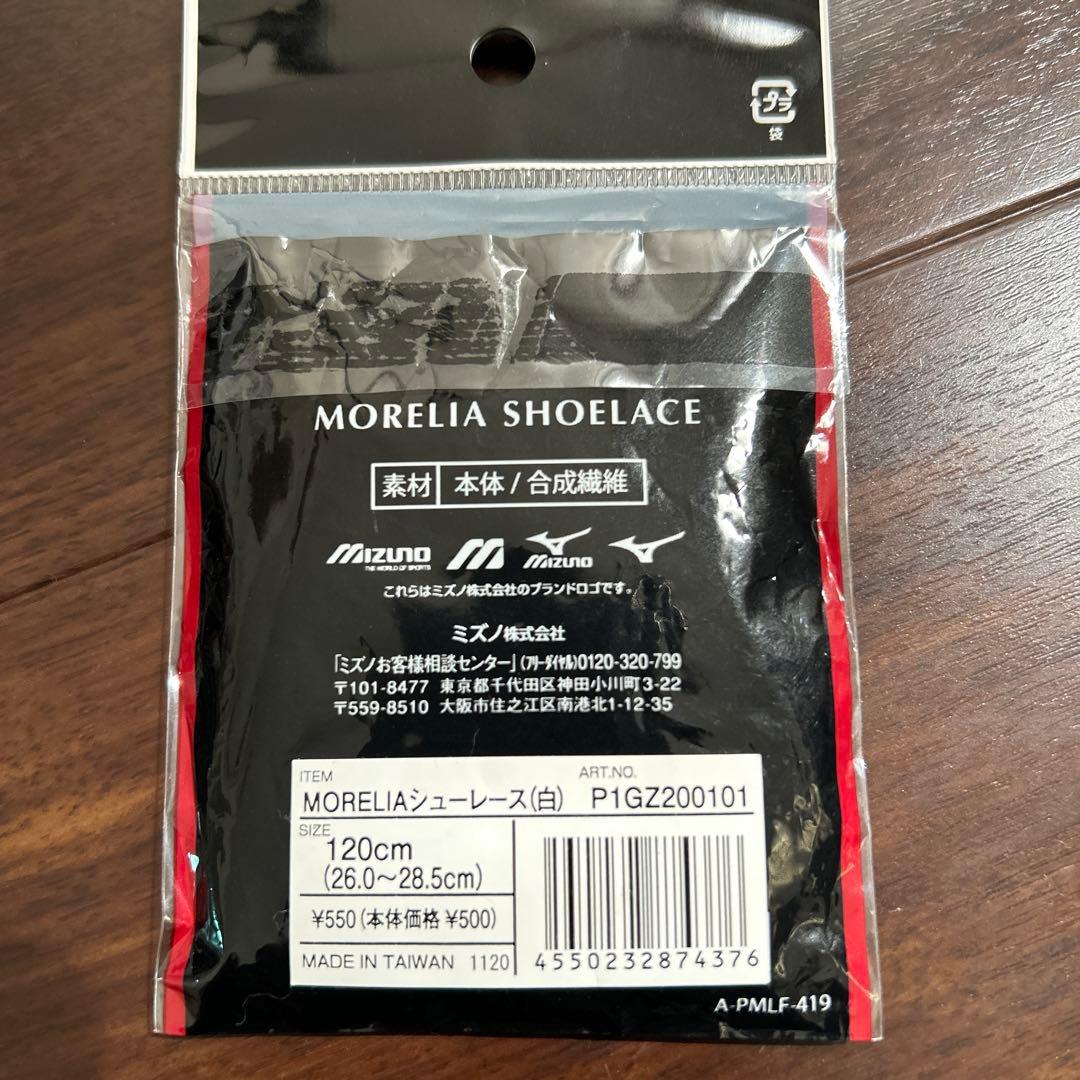 プラ
袋
MORELIA SHOELACE
素材 本体 / 合成繊維
MIZUNO THE WORLD OF SPORTS M MIZUNO
これらはミズノ株式会社のブランドロゴです。
ミズノ株式会社
「ミズノお客様相談センター」(フリーダイヤル)0120-320-799
〒101-8477 東京都千代田区神田小川町3-22
〒559-8510 大阪市住之江区南港北1-12-35
ITEM ART.NO.
MORELIAシューレース(白) P1GZ200101
SIZE
120cm
(26.0～28.5cm)
¥550(本体価格 ¥500)
MADE IN TAIWAN 1120
4550232874376
A-PMLF-419